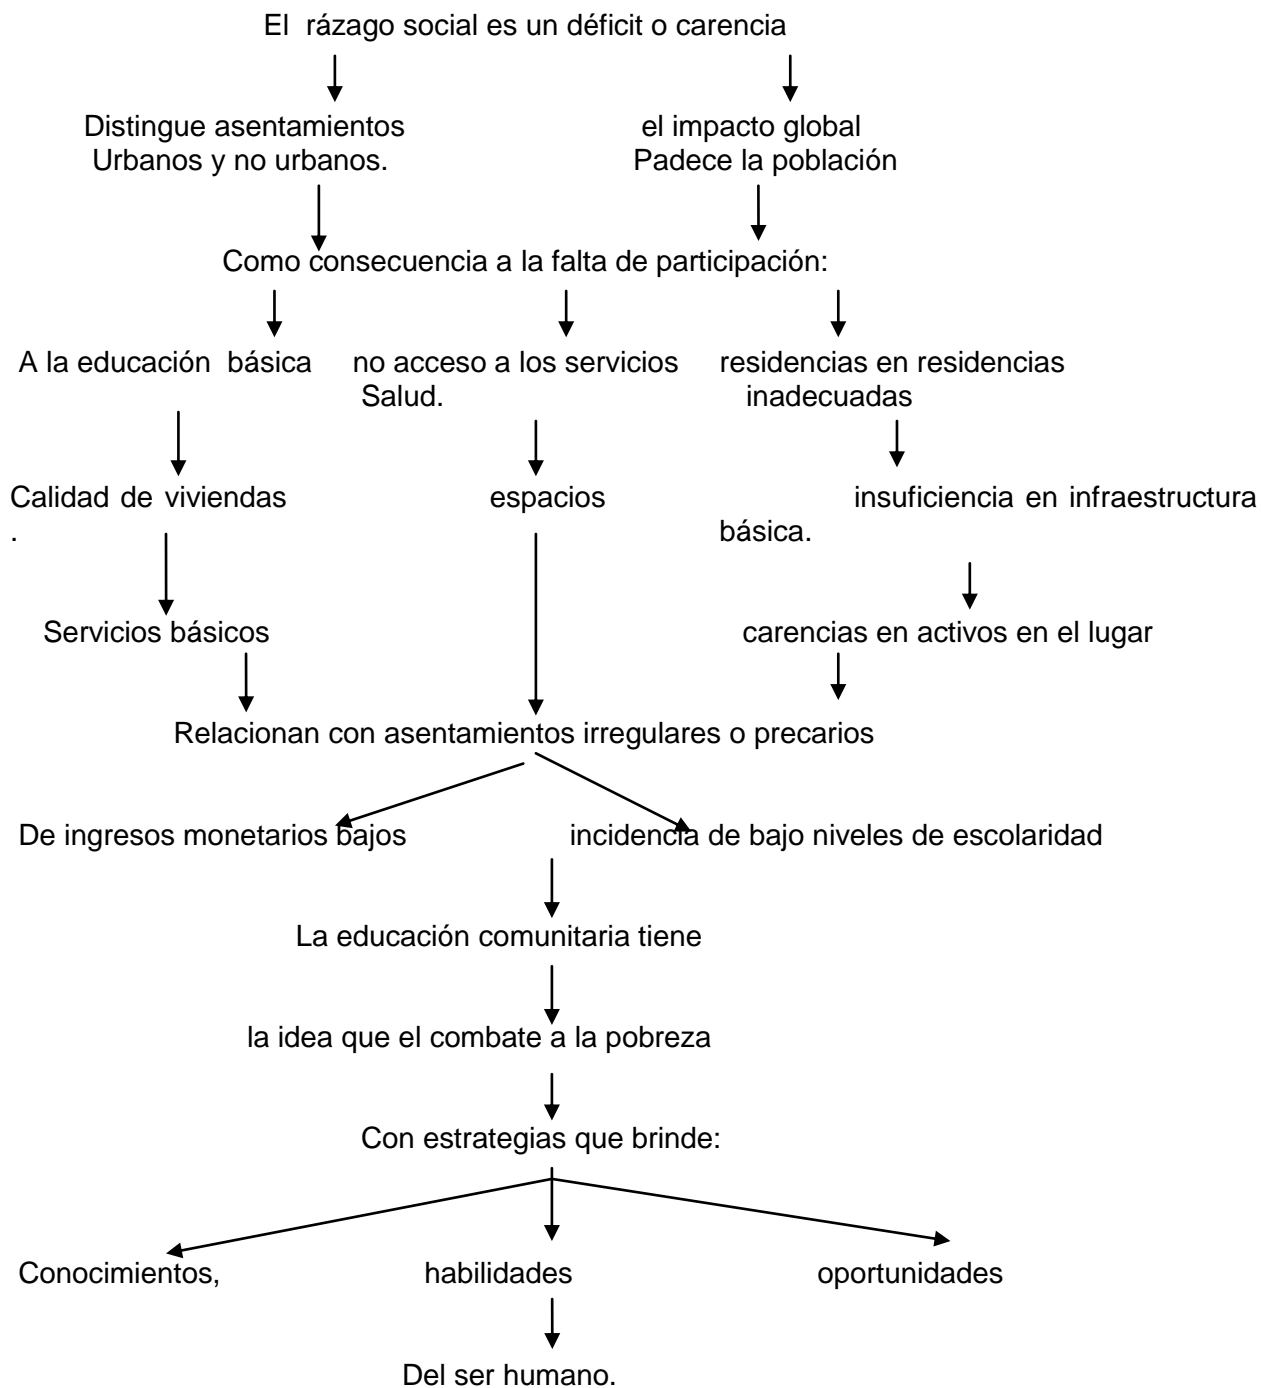 El rázago social es un déficit o carencia
Distingue asentamientos
Urbanos y no urbanos.
el impacto global
Padece la población
Como consecuencia a la falta de participación:
A la educación básica
no acceso a los servicios
Salud.
residencias en residencias
inadecuadas
Calidad de viviendas
.
espacios
insuficiencia en infraestructura
básica.
Servicios básicos
carencias en activos en el lugar
Relacionan con asentamientos irregulares o precarios
De ingresos monetarios bajos
incidencia de bajo niveles de escolaridad
La educación comunitaria tiene
la idea que el combate a la pobreza
Con estrategias que brinde:
Conocimientos,
habilidades
oportunidades
Del ser humano.